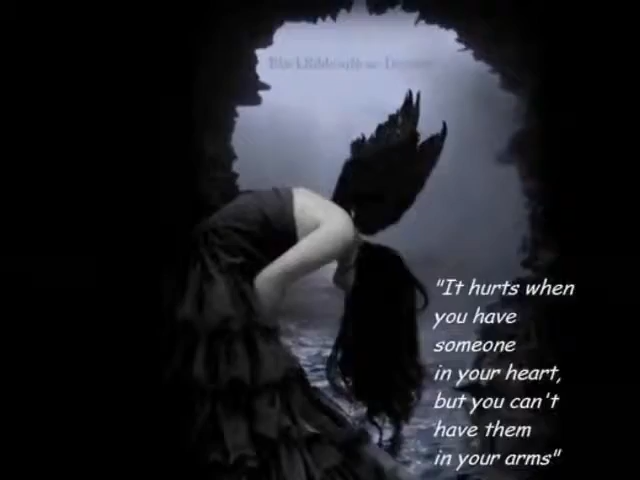 "It hurts when
you have
someone
in your heart,
but you can't
have them
in your arms"